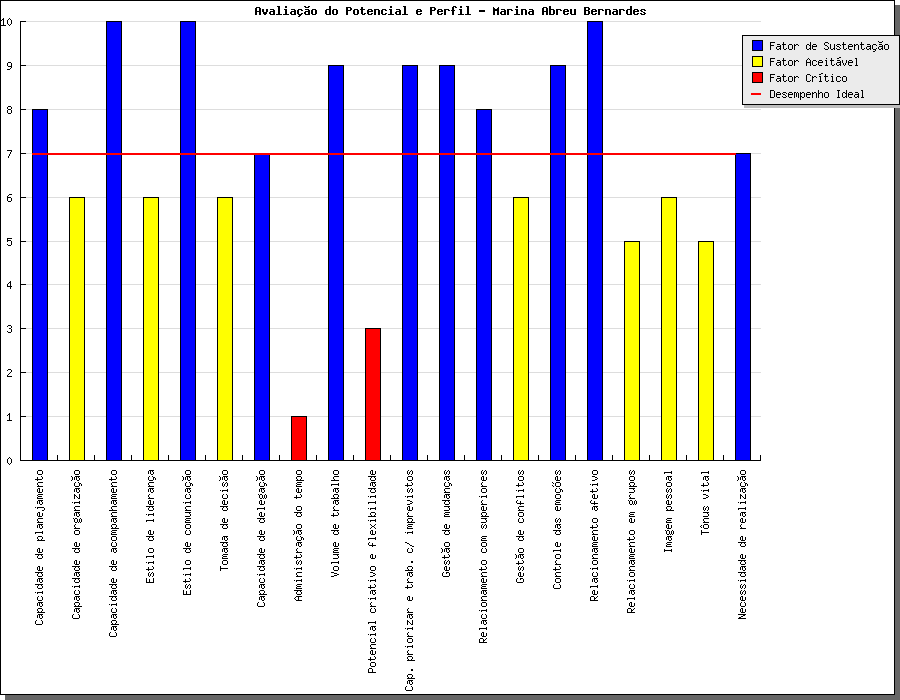 Avaliação do Potencial e Perfil - Marina Abreu Bernardes
Fator de Sustentação
Fator Aceitável
Fator Crítico
Desempenho Ideal
10
9
8
7
6
5
4
3
2
1
0
Capacidade de planejamento
Capacidade de organização
Capacidade de acompanhamento
Estilo de liderança
Estilo de comunicação
Tomada de decisão
Capacidade de delegação
Administração do tempo
Volume de trabalho
Potencial criativo e flexibilidade
Cap. priorizar e trab. c/ imprevistos
Gestão de mudanças
Relacionamento com superiores
Gestão de conflitos
Controle das emoções
Relacionamento afetivo
Relacionamento em grupos
Imagem pessoal
Tônus vital
Necessidade de realização